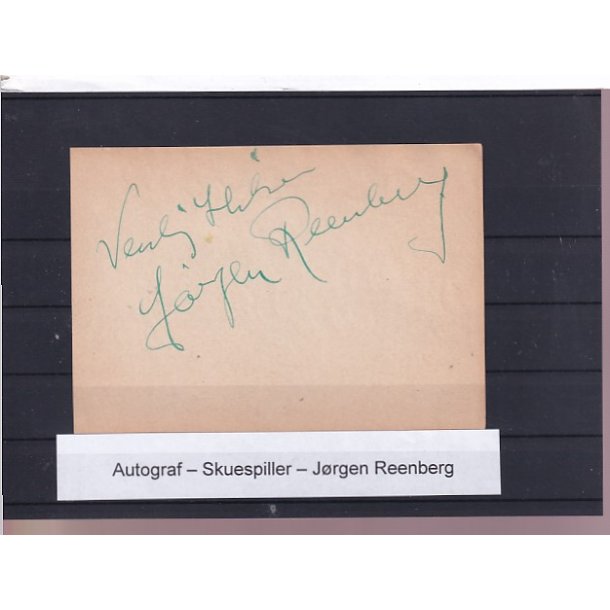 Venlig Hilsen
Jørgen Reenberg
Autograf – Skuespiller – Jørgen Reenberg